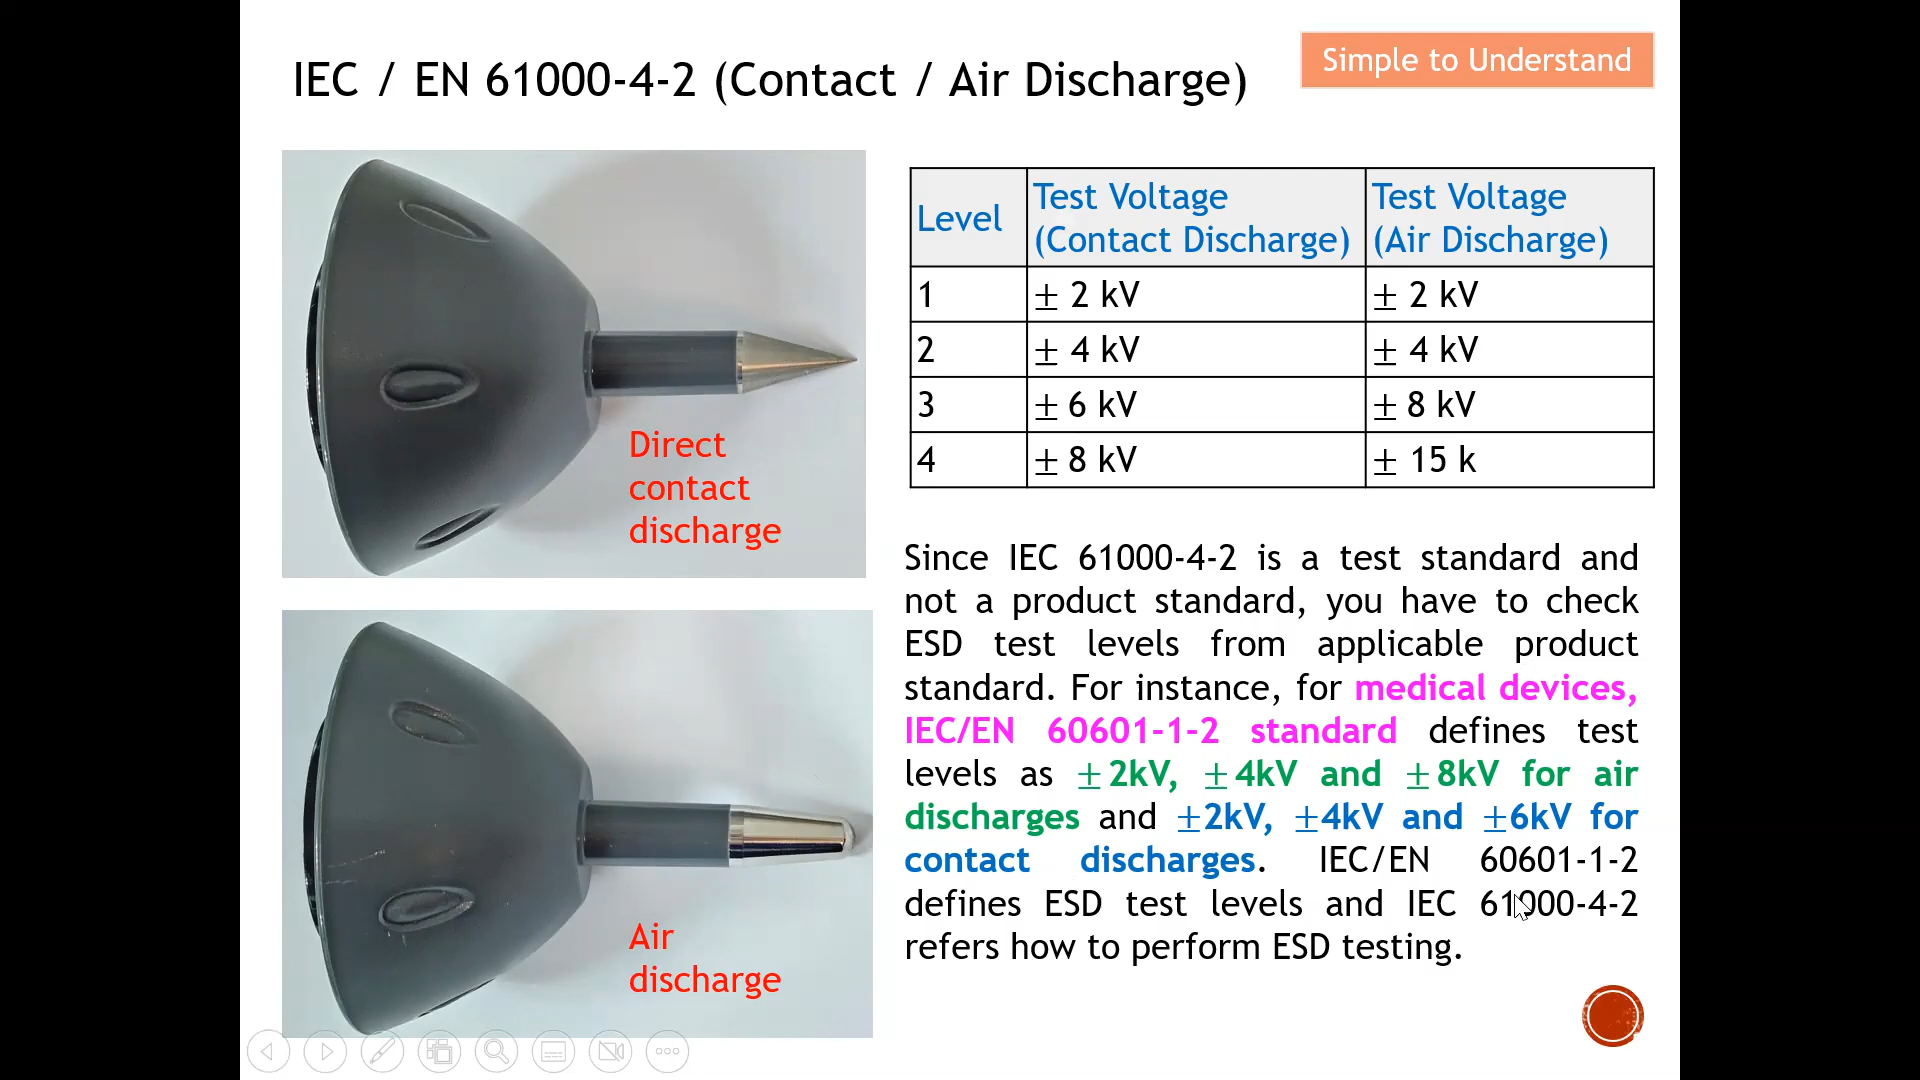 IEC / EN 61000-4-2 (Contact / Air Discharge)
Simple to Understand
Direct
contact
discharge
Air
discharge
Level
Test Voltage
(Contact Discharge)
Test Voltage
(Air Discharge)
1
± 2 kV
± 2 kV
2
± 4 kV
± 4 kV
3
± 6 kV
± 8 kV
4
± 8 kV
± 15 k
Since IEC 61000-4-2 is a test standard and
not a product standard, you have to check
ESD test levels from applicable product
standard. For instance, for medical devices,
IEC/EN 60601-1-2 standard defines test
levels as ±2kV, ±4kV and ±8kV for air
discharges and ±2kV, ±4kV and ±6kV for
contact discharges. IEC/EN 60601-1-2
defines ESD test levels and IEC 61000-4-2
refers how to perform ESD testing.